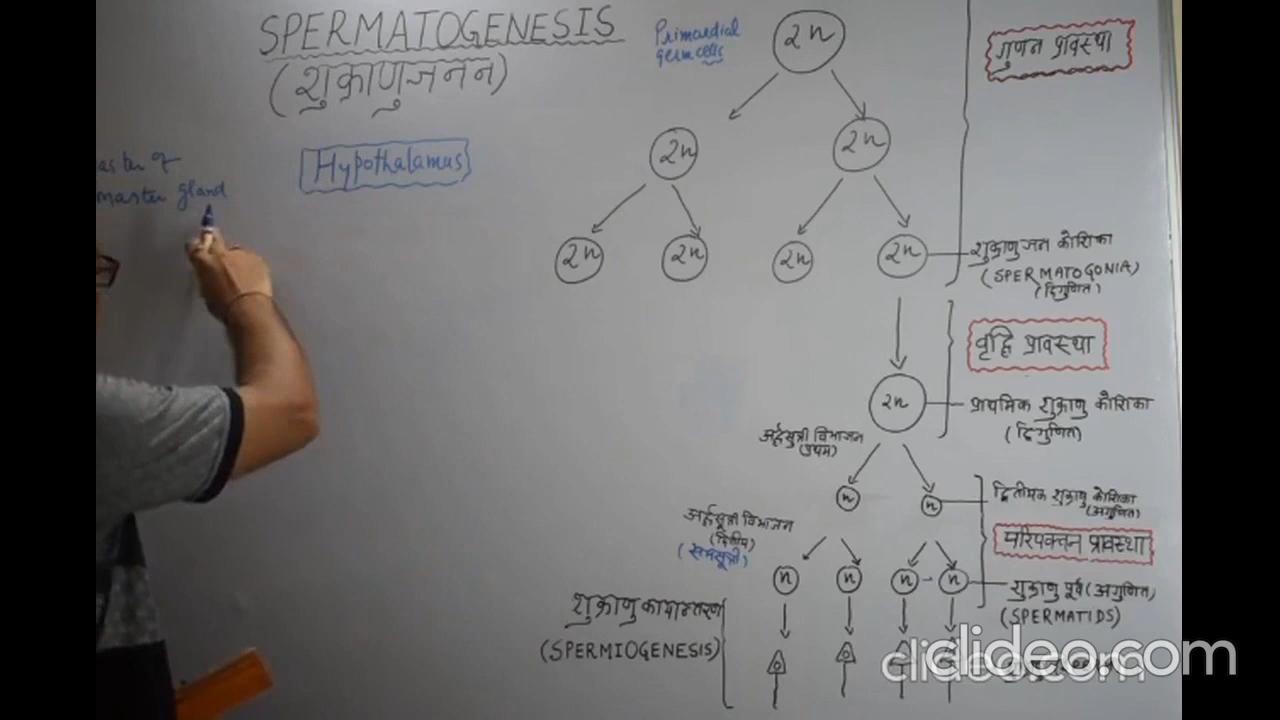 SPERMATOGENESIS
(शुक्राणुजनन)
Primordial
germ cells
2n
गुणन प्रावस्था
aster of
master gland
Hypothalamus
2n 2n
2n 2n 2n 2n
शुक्राणुजन कोशिका
(SPERMATOGONIA)
(द्विगुणित)
वृद्धि प्रावस्था
2n
प्राथमिक शुक्राणु कोशिका
(द्विगुणित)
अर्द्धसूत्री विभाजन
(प्रथम)
n n
द्वितीयक शुक्राणु कोशिका
(अगुणित)
अर्द्धसूत्री विभाजन
(द्वितीय)
(समसूत्री)
परिपक्वन प्रावस्था
n n n n
शुक्राणु पूर्व (अगुणित)
(SPERMATIDS)
शुक्राणु कायान्तरण
(SPERMIOGENESIS)
clideo.com